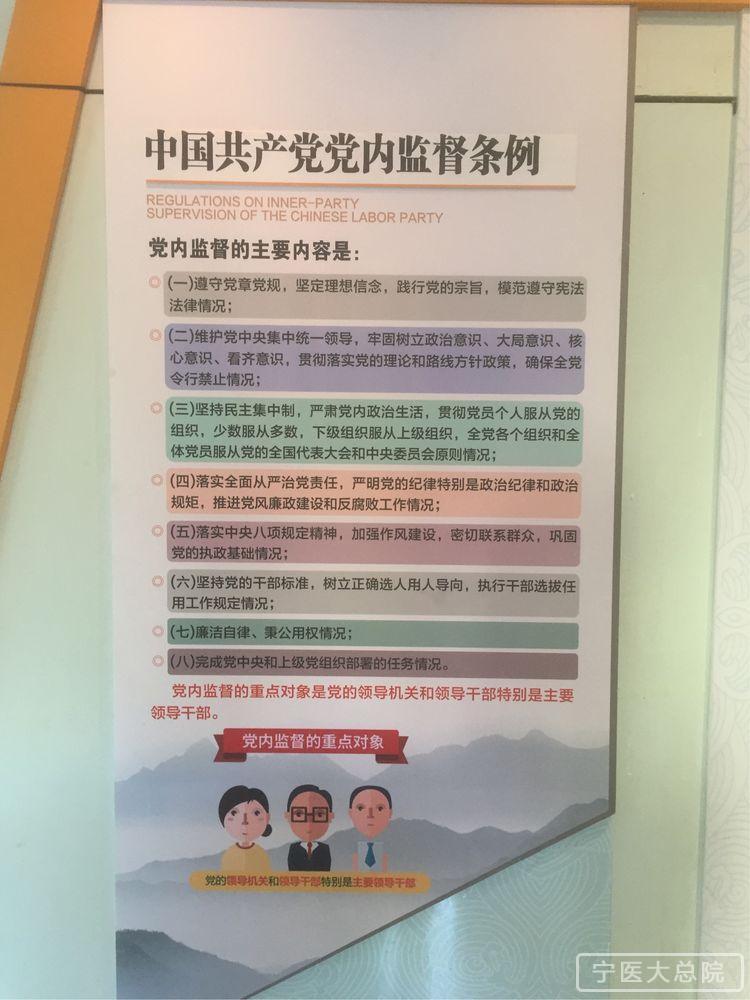 中国共产党党内监督条例
REGULATIONS ON INNER-PARTY
SUPERVISION OF THE CHINESE LABOR PARTY
党内监督的主要内容是：
(一)遵守党章党规，坚定理想信念，践行党的宗旨，模范遵守宪法
法律情况；
(二)维护党中央集中统一领导，牢固树立政治意识、大局意识、核
心意识、看齐意识，贯彻落实党的理论和路线方针政策，确保全党
令行禁止情况；
(三)坚持民主集中制，严肃党内政治生活，贯彻党员个人服从党的
组织，少数服从多数，下级组织服从上级组织，全党各个组织和全
体党员服从党的全国代表大会和中央委员会原则情况；
(四)落实全面从严治党责任，严明党的纪律特别是政治纪律和政治
规矩，推进党风廉政建设和反腐败工作情况；
(五)落实中央八项规定精神，加强作风建设，密切联系群众，巩固
党的执政基础情况；
(六)坚持党的干部标准，树立正确选人用人导向，执行干部选拔任
用工作规定情况；
(七)廉洁自律、秉公用权情况；
(八)完成党中央和上级党组织部署的任务情况。
党内监督的重点对象是党的领导机关和领导干部特别是主要
领导干部。
党内监督的重点对象
党的领导机关和领导干部特别是主要领导干部
宁医大总院